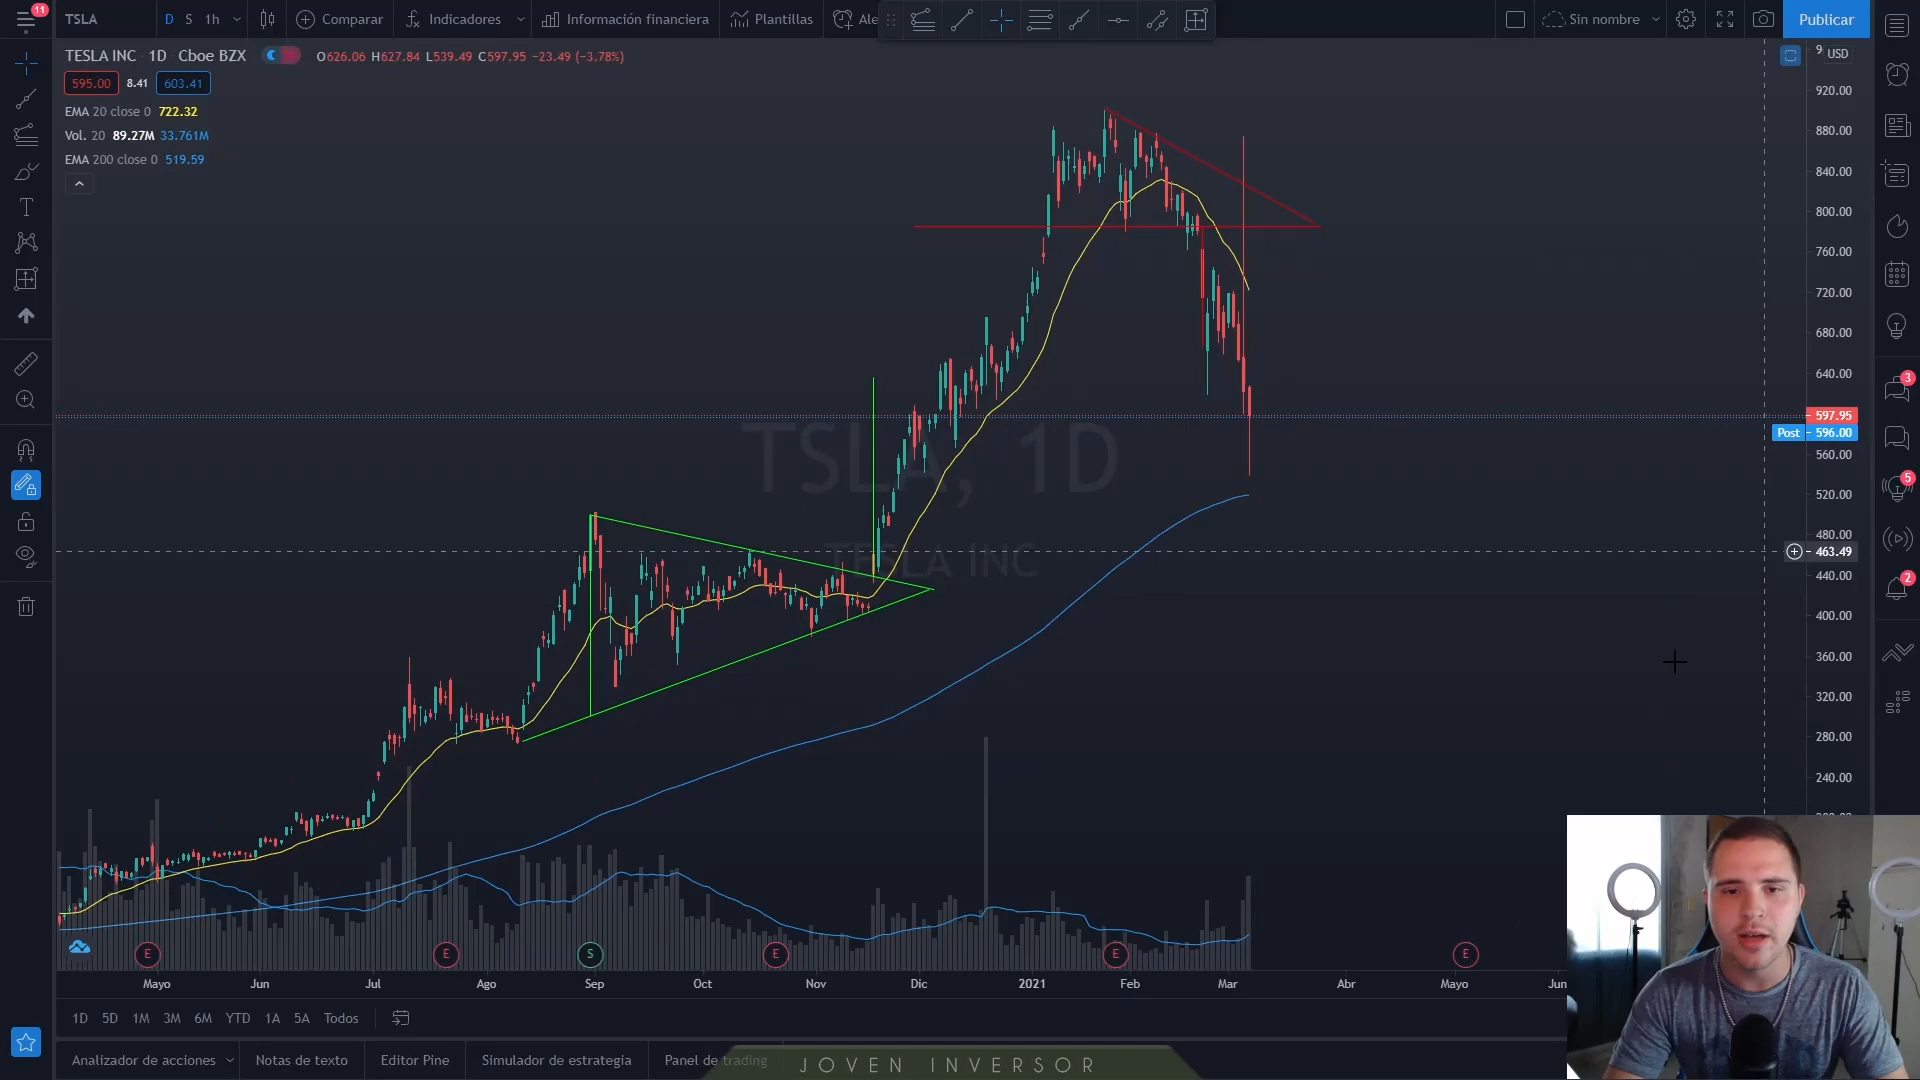 11
TSLA D S 1h Comparar Indicadores Información financiera Plantillas Ale Sin nombre Publicar
TESLA INC 1D Cboe BZX O626.06 H627.84 L539.49 C597.95 −23.49 (−3.78%)
595.00 8.41 603.41
EMA 20 close 0 722.32
Vol. 20 89.27M 33.761M
EMA 200 close 0 519.59
9 USD
920.00
880.00
840.00
800.00
760.00
720.00
680.00
640.00
597.95
Post 596.00
560.00
520.00
480.00
463.49
440.00
400.00
360.00
320.00
280.00
240.00
3
5
2
TSLA, 1D
TESLA INC
E E S E E E
Mayo Jun Jul Ago Sep Oct Nov Dic 2021 Feb Mar Abr Mayo Jun
1D 5D 1M 3M 6M YTD 1A 5A Todos
Analizador de acciones Notas de texto Editor Pine Simulador de estrategia Panel de trading
JOVEN INVERSOR